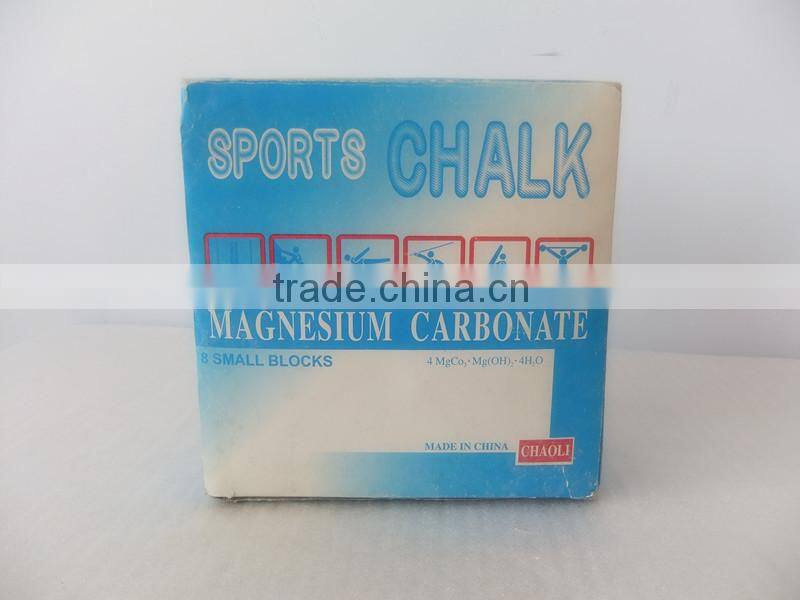 SPORTS CHALK
trade.china.cn
MAGNESIUM CARBONATE
8 SMALL BLOCKS
4 MgCo₃·Mg(OH)₂·4H₂O
MADE IN CHINA
CHAOLI